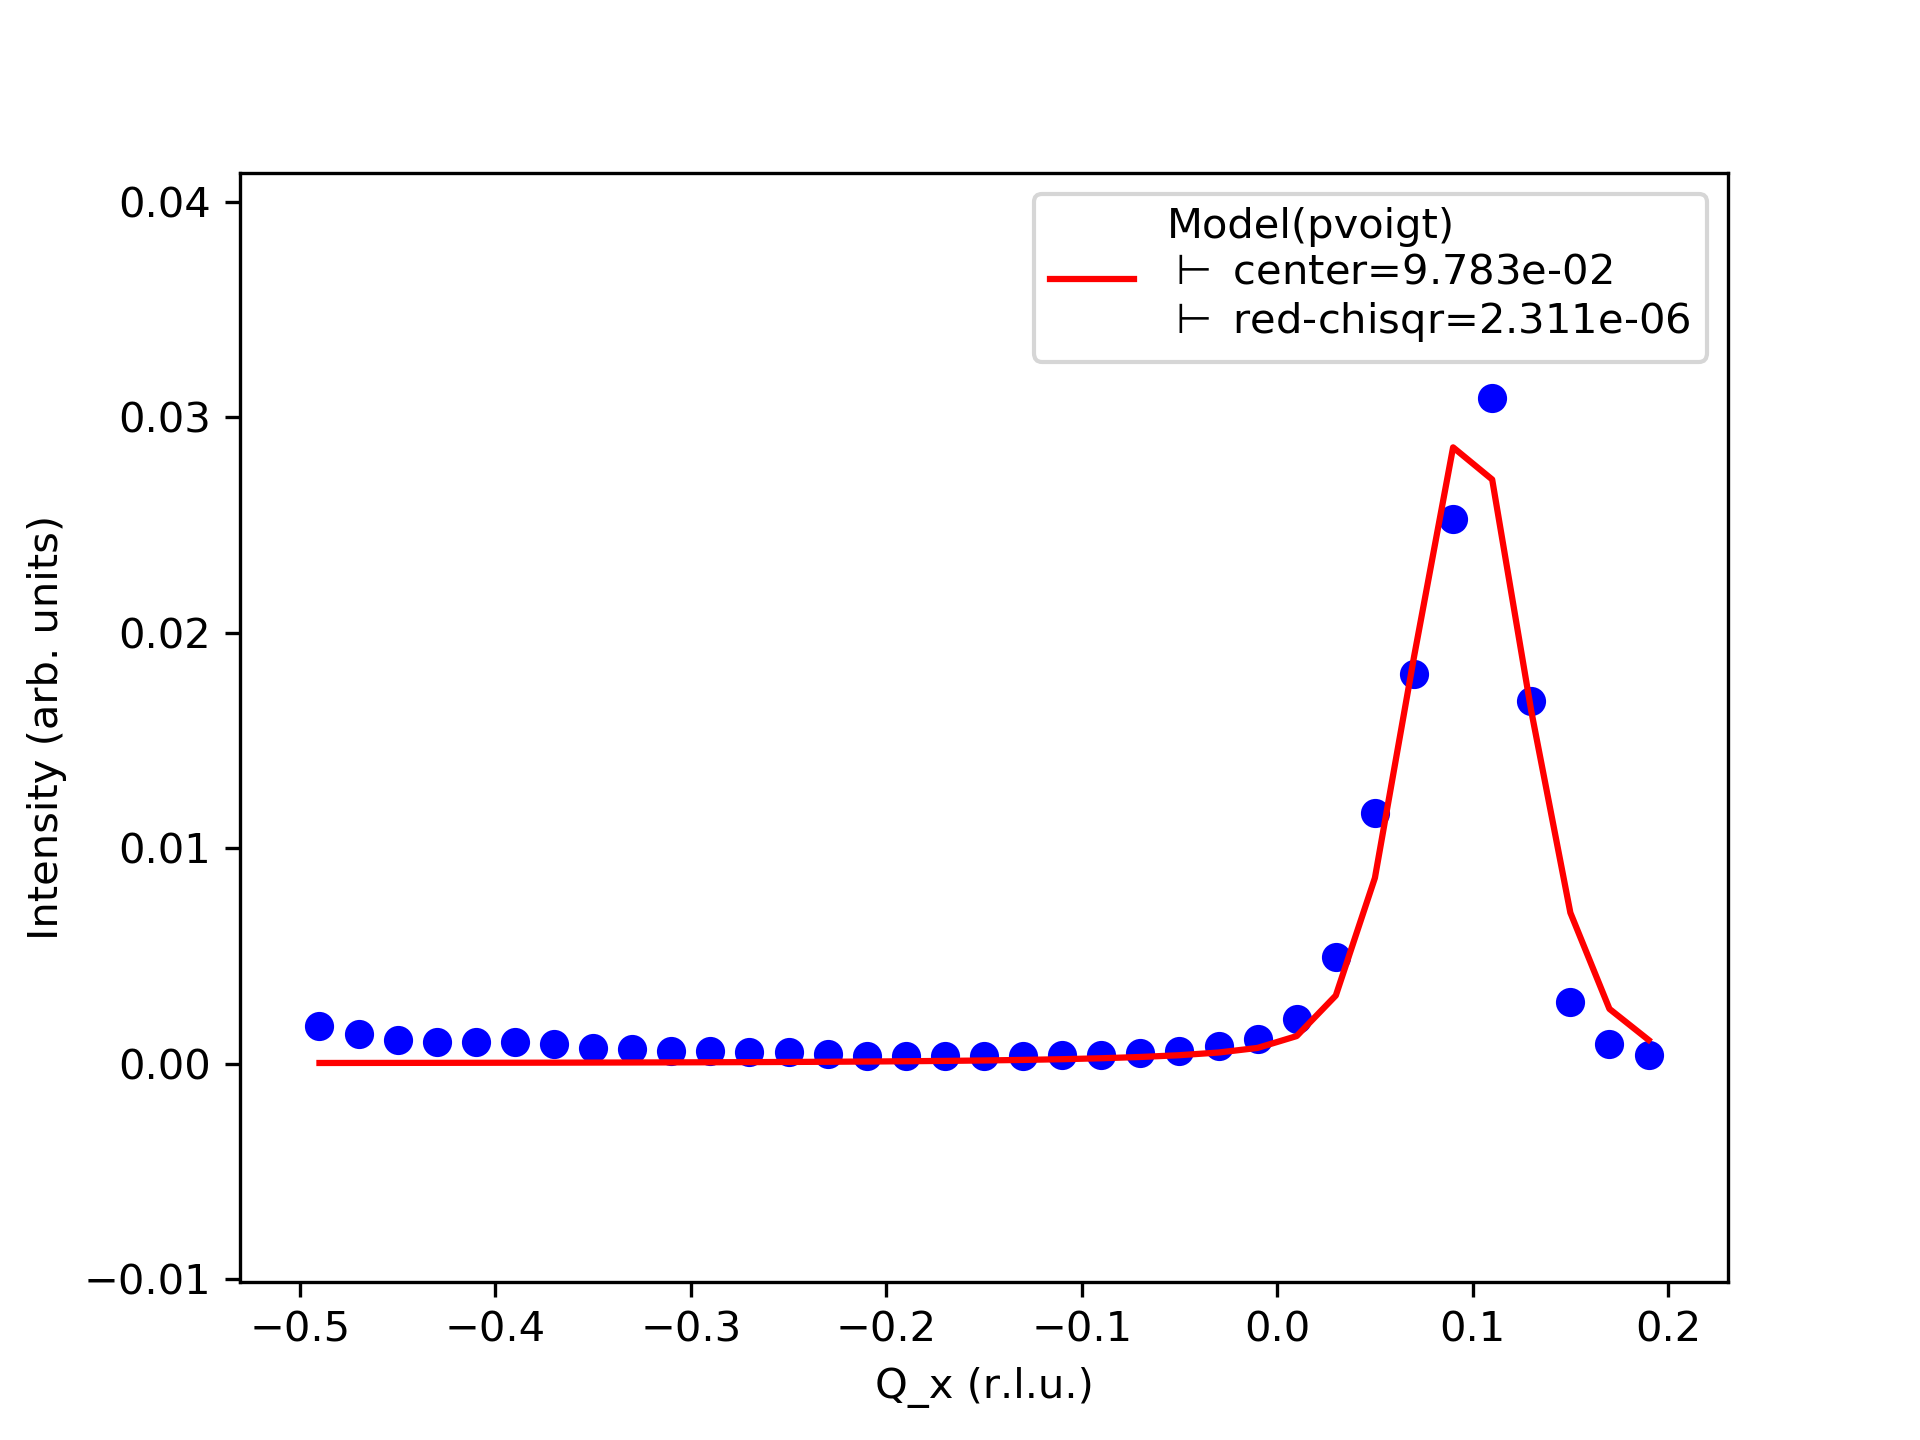 Model(pvoigt)
⊢ center=9.783e-02
⊢ red-chisqr=2.311e-06
0.04
0.03
0.02
0.01
0.00
−0.01
Intensity (arb. units)
−0.5 −0.4 −0.3 −0.2 −0.1 0.0 0.1 0.2
Q_x (r.l.u.)